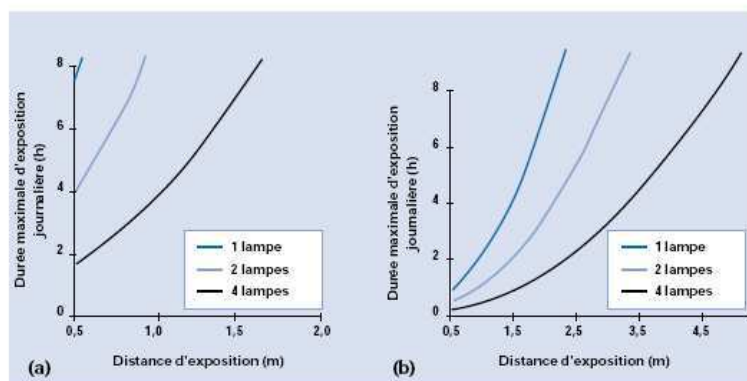 Durée maximale d'exposition
journalière (h)
8
6
4
2
0
0,5
1,0
1,5
2,0
1 lampe
2 lampes
4 lampes
(a)
Distance d'exposition (m)
Durée maximale d'exposition
journalière (h)
8
6
4
2
0
0,5
1,5
2,5
3,5
4,5
1 lampe
2 lampes
4 lampes
(b)
Distance d'exposition (m)